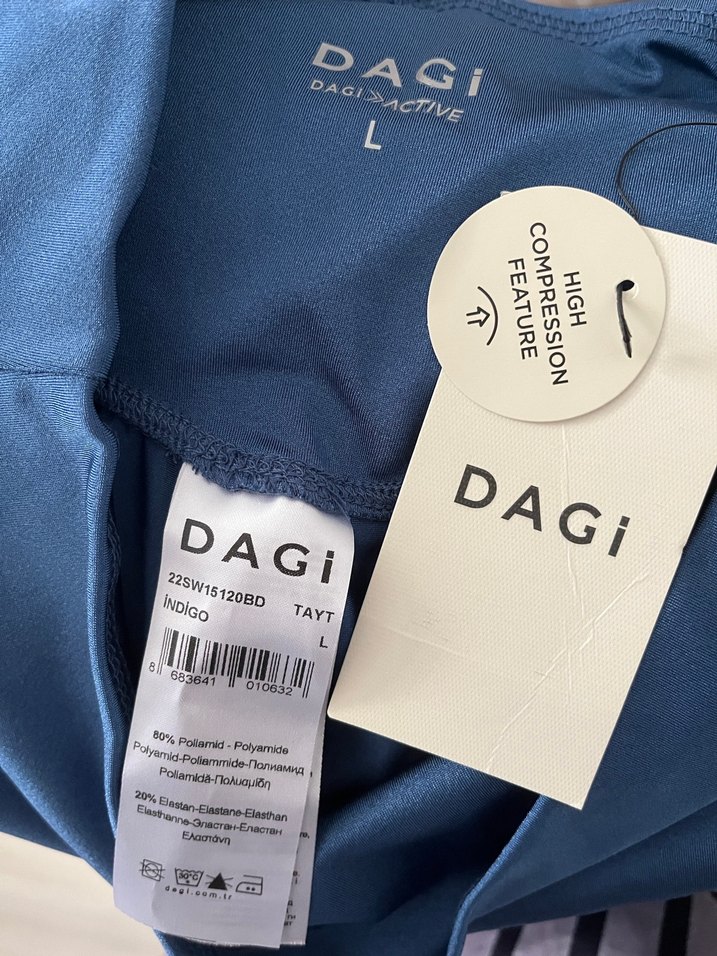 DAGi
DAGI ACTIVE
L
HIGH
COMPRESSION
FEATURE
DAGi
DAGi
22SW15120BD TAYT
İNDİGO L
8 683641 010632
80% Poliamid - Polyamide
Polyamid-Poliammide-Полиамид
Poliamidă-Πολυαμίδη
20% Elastan-Elastane-Elasthan
Elasthanne-Эластан-Еластан
Ελαστάνη
30°C
dagi.com.tr